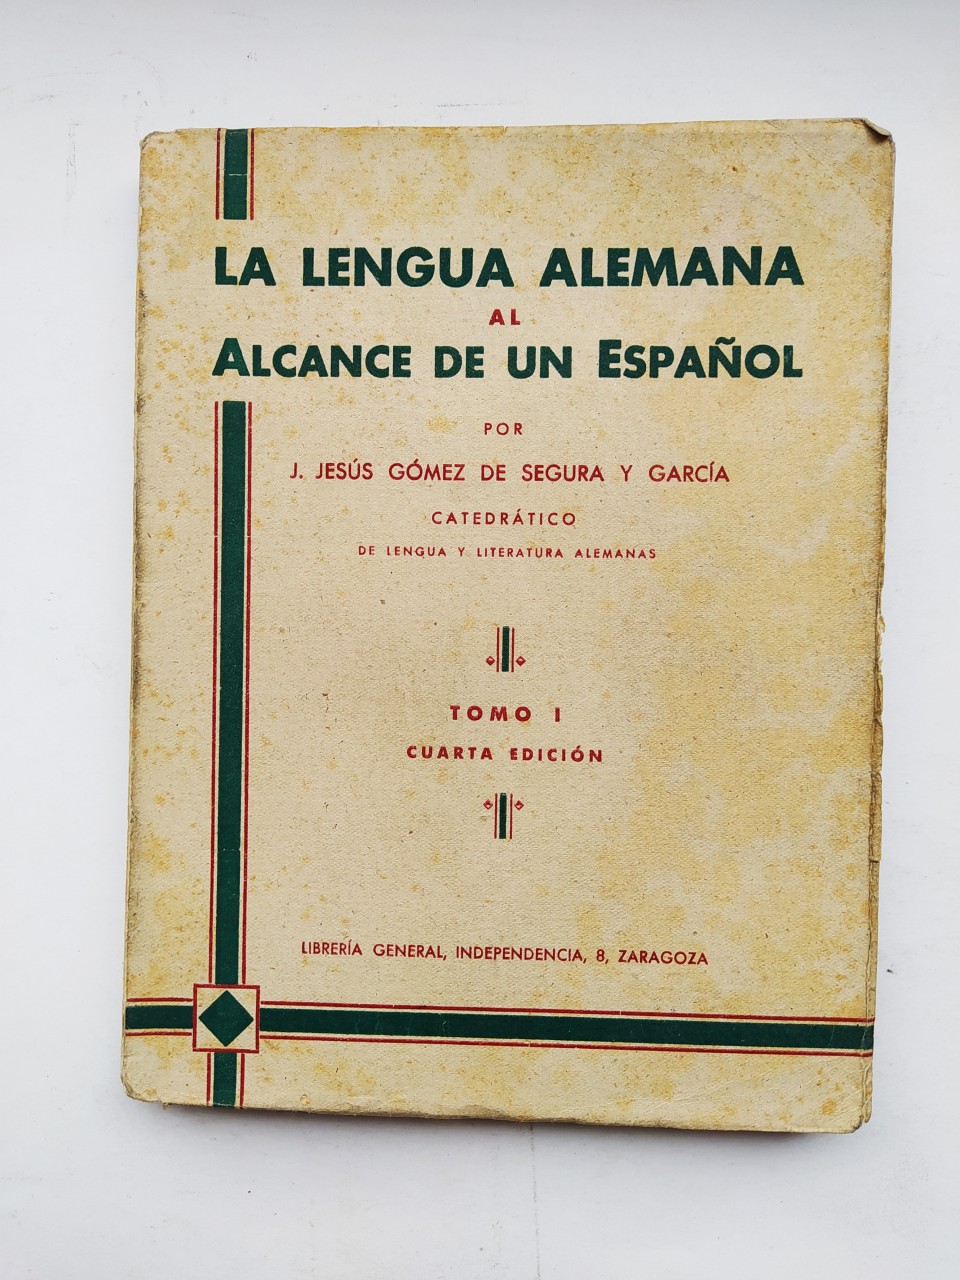 LA LENGUA ALEMANA
AL
ALCANCE DE UN ESPAÑOL
POR
J. JESÚS GÓMEZ DE SEGURA Y GARCÍA
CATEDRÁTICO
DE LENGUA Y LITERATURA ALEMANAS
TOMO I
CUARTA EDICIÓN
LIBRERÍA GENERAL, INDEPENDENCIA, 8, ZARAGOZA